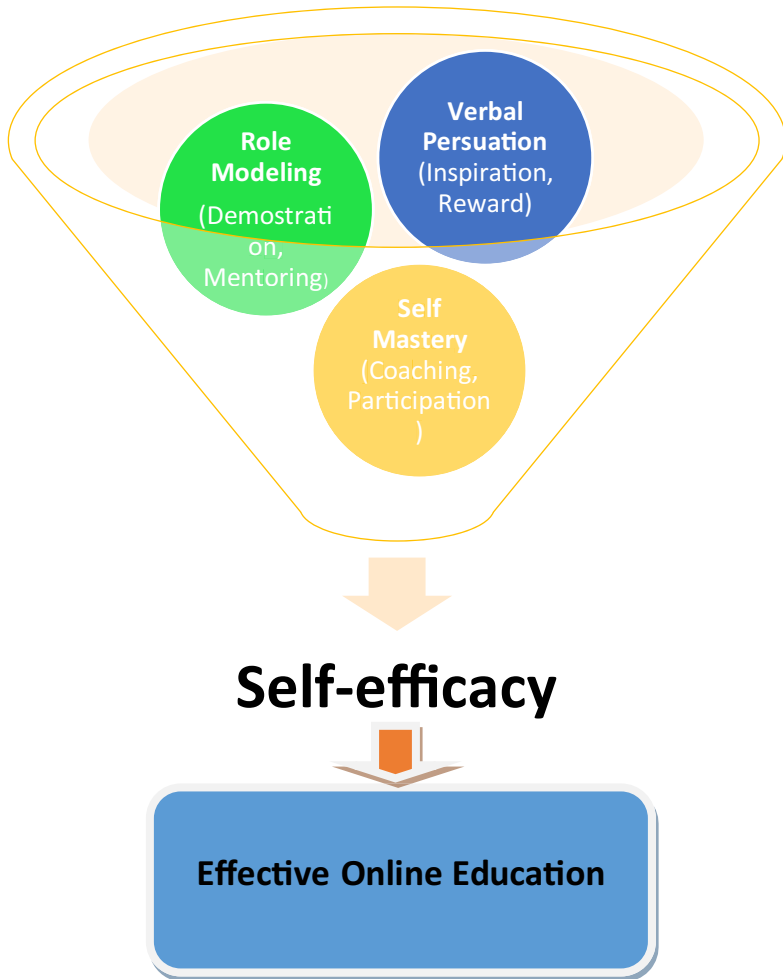 Role
Modeling
(Demostrati
on,
Mentoring)
Verbal
Persuation
(Inspiration,
Reward)
Self
Mastery
(Coaching,
Participation
)
Self-efficacy
Effective Online Education